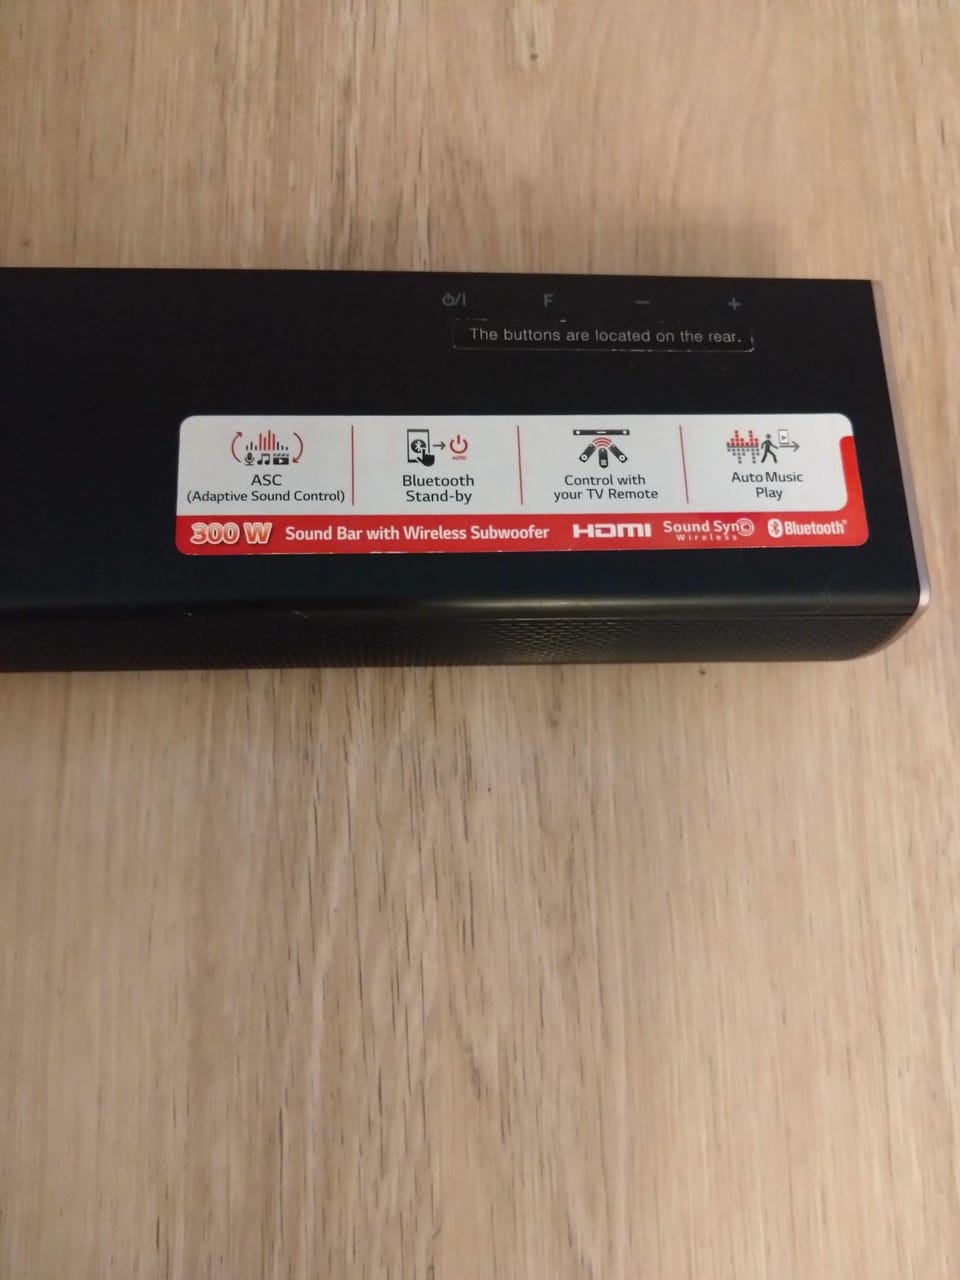 ⏻/| F − +
The buttons are located on the rear.
ASC
(Adaptive Sound Control)
Bluetooth
Stand-by
AUTO
Control with
your TV Remote
Auto Music
Play
300 W Sound Bar with Wireless Subwoofer HDMI Sound Sync Wireless Bluetooth®